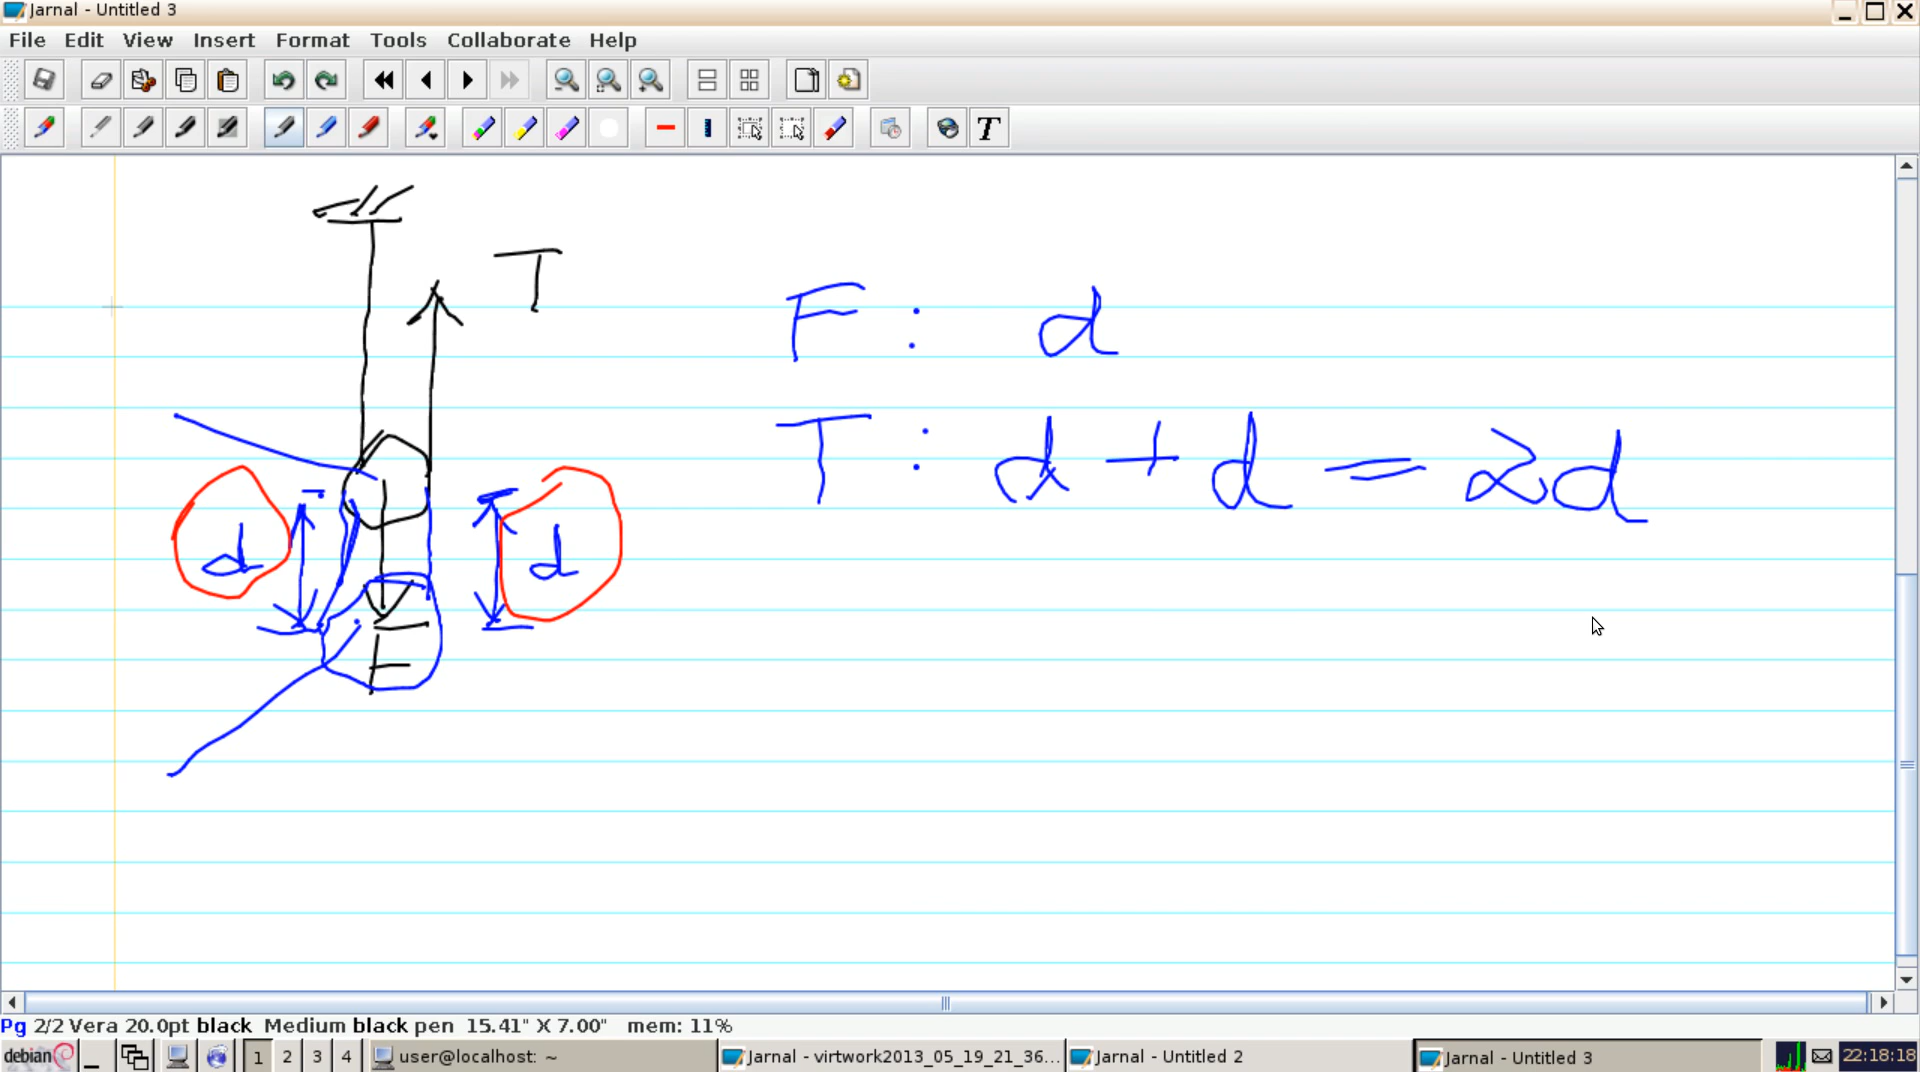 Jarnal - Untitled 3
File Edit View Insert Format Tools Collaborate Help
T
T
F : d
T : d + d = 2d
d
d
F
Pg 2/2 Vera 20.0pt black Medium black pen 15.41" X 7.00" mem: 11%
debian 1 2 3 4 user@localhost: ~ Jarnal - virtwork2013_05_19_21_36... Jarnal - Untitled 2 Jarnal - Untitled 3 22:18:18